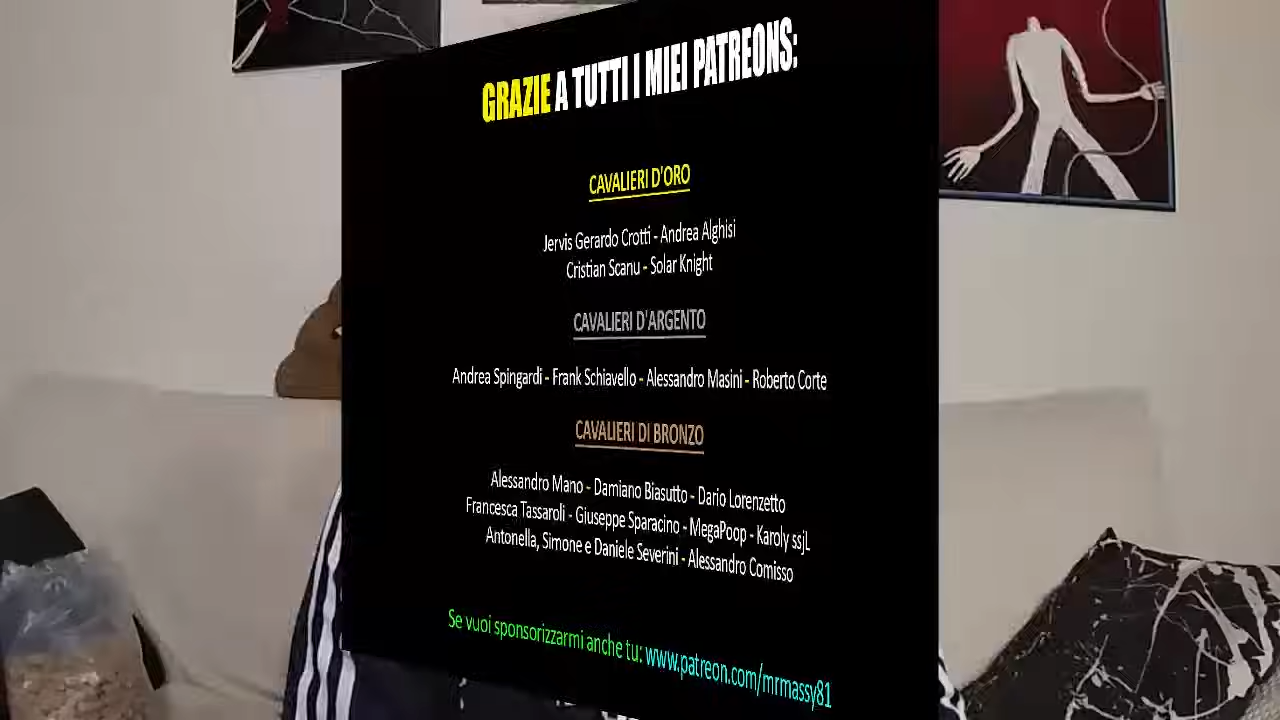 GRAZIE A TUTTI I MIEI PATREONS:
CAVALIERI D'ORO
Jervis Gerardo Crotti - Andrea Alghisi
Cristian Scanu - Solar Knight
CAVALIERI D'ARGENTO
Andrea Spingardi - Frank Schiavello - Alessandro Masini - Roberto Corte
CAVALIERI DI BRONZO
Alessandro Mano - Damiano Biasutto - Dario Lorenzetto
Francesca Tassaroli - Giuseppe Sparacino - MegaPoop - Karoly ssjL
Antonella, Simone e Daniele Severini - Alessandro Comisso
Se vuoi sponsorizzarmi anche tu: www.patreon.com/mrmassy81